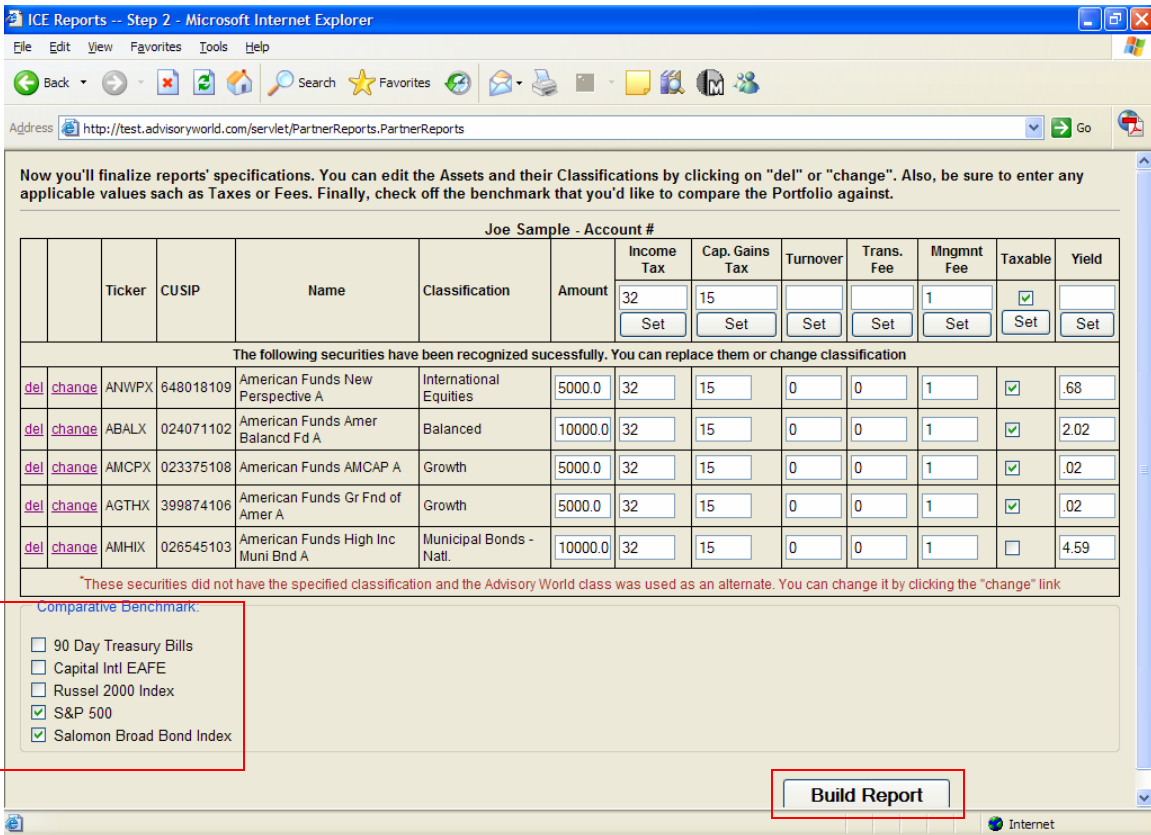 ICE Reports -- Step 2 - Microsoft Internet Explorer
File Edit View Favorites Tools Help
Back Search Favorites
Address http://test.advisoryworld.com/servlet/PartnerReports.PartnerReports Go
Now you'll finalize reports' specifications. You can edit the Assets and their Classifications by clicking on "del" or "change". Also, be sure to enter any
applicable values sach as Taxes or Fees. Finally, check off the benchmark that you'd like to compare the Portfolio against.
Joe Sample - Account #
Ticker CUSIP Name Classification Amount Income Tax Cap. Gains Tax Turnover Trans. Fee Mngmnt Fee Taxable Yield
32 15 1
Set Set Set Set Set Set Set
The following securities have been recognized sucessfully. You can replace them or change classification
del change ANWPX 648018109 American Funds New Perspective A International Equities 5000.0 32 15 0 0 1 .68
del change ABALX 024071102 American Funds Amer Balancd Fd A Balanced 10000.0 32 15 0 0 1 2.02
del change AMCPX 023375108 American Funds AMCAP A Growth 5000.0 32 15 0 0 1 .02
del change AGTHX 399874106 American Funds Gr Fnd of Amer A Growth 5000.0 32 15 0 0 1 .02
del change AMHIX 026545103 American Funds High Inc Muni Bnd A Municipal Bonds - Natl. 10000.0 32 15 0 0 1 4.59
*These securities did not have the specified classification and the Advisory World class was used as an alternate. You can change it by clicking the "change" link
Comparative Benchmark:
90 Day Treasury Bills
Capital Intl EAFE
Russel 2000 Index
S&P 500
Salomon Broad Bond Index
Build Report
Internet